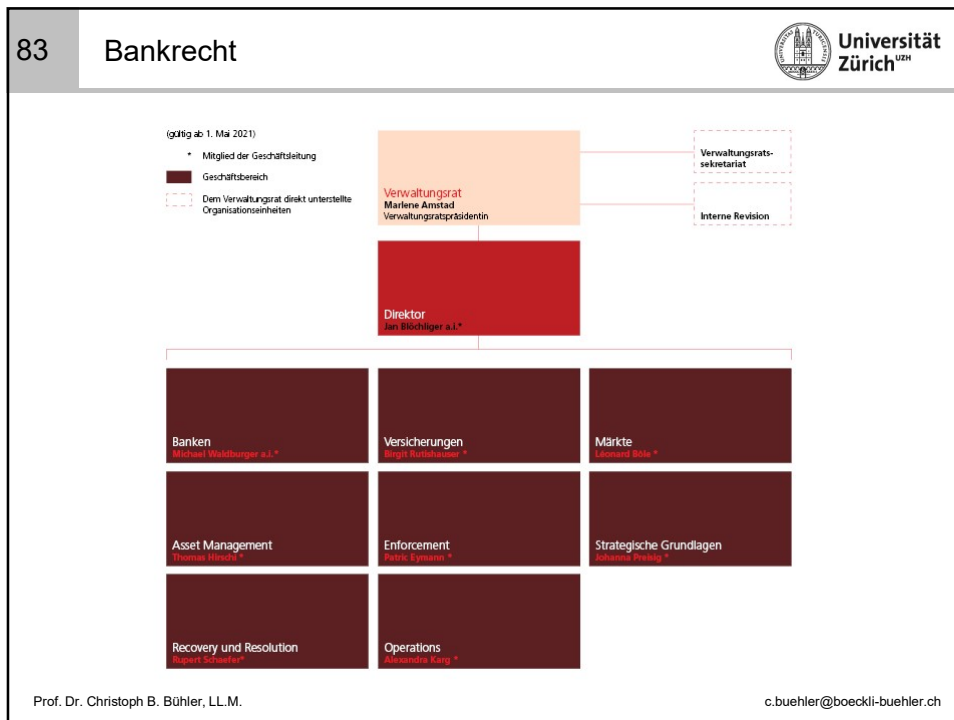 83
Bankrecht
Universität
Zürich UZH
(gültig ab 1. Mai 2021)
* Mitglied der Geschäftsleitung
Geschäftsbereich
Dem Verwaltungsrat direkt unterstellte
Organisationseinheiten
Verwaltungsrat
Marlene Amstad
Verwaltungsratspräsidentin
Verwaltungsrats-
sekretariat
Interne Revision
Direktor
Jan Blöchliger a.i.*
Banken
Michael Waldburger a.i.*
Versicherungen
Birgit Rutishauser *
Märkte
Léonard Bôle *
Asset Management
Thomas Hirschi *
Enforcement
Patric Eymann *
Strategische Grundlagen
Johanna Preisig *
Recovery und Resolution
Rupert Schaefer*
Operations
Alexandra Karg *
Prof. Dr. Christoph B. Bühler, LL.M.
c.buehler@boeckli-buehler.ch